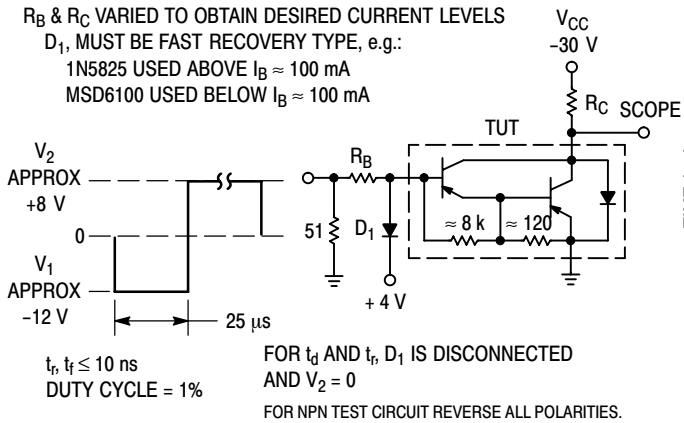 R_B & R_C VARIED TO OBTAIN DESIRED CURRENT LEVELS
D_1, MUST BE FAST RECOVERY TYPE, e.g.:
1N5825 USED ABOVE I_B ≈ 100 mA
MSD6100 USED BELOW I_B ≈ 100 mA
V_CC
−30 V
R_C
SCOPE
TUT
V_2
APPROX
+8 V
0
V_1
APPROX
−12 V
25 μs
R_B
51
D_1
+ 4 V
≈ 8 k
≈ 120
t_r, t_f ≤ 10 ns
DUTY CYCLE = 1%
FOR t_d AND t_r, D_1 IS DISCONNECTED
AND V_2 = 0
FOR NPN TEST CIRCUIT REVERSE ALL POLARITIES.